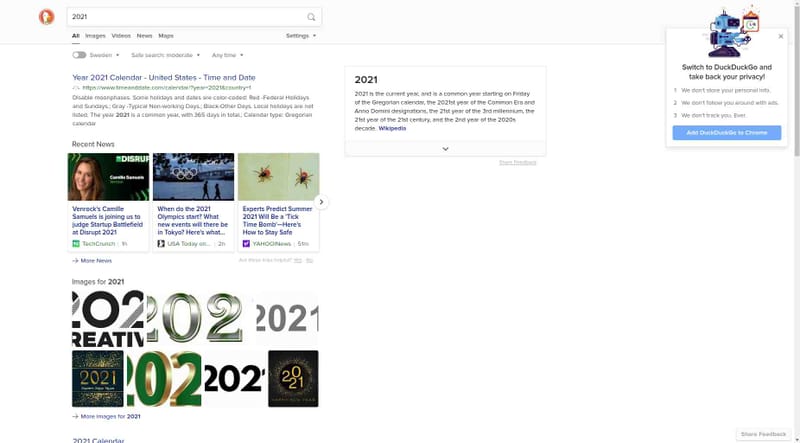 2021
All Images Videos News Maps Settings
Sweden Safe search: moderate Any time
Year 2021 Calendar - United States - Time and Date
https://www.timeanddate.com/calendar/?year=2021&country=1
Disable moonphases. Some holidays and dates are color-coded: Red -Federal Holidays
and Sundays.; Gray -Typical Non-working Days.; Black-Other Days. Local holidays are not
listed. The year 2021 is a common year, with 365 days in total.; Calendar type: Gregorian
calendar
Recent News
DISRUP
Camille
Samuels
Venrock's Camille
Samuels is joining us to
judge Startup Battlefield
at Disrupt 2021
TechCrunch 1h
When do the 2021
Olympics start? What
new events will there be
in Tokyo? Here's what...
USA Today on... 2h
Experts Predict Summer
2021 Will Be a 'Tick
Time Bomb'—Here's
How to Stay Safe
YAHOO!News 51m
More News
Are these links helpful? Yes No
Images for 2021
202
REATIV
202
2021
2021
202
2021
2021
More Images for 2021
2021 Calendar
2021
2021 is the current year, and is a common year starting on Friday
of the Gregorian calendar, the 2021st year of the Common Era and
Anno Domini designations, the 21st year of the 3rd millennium, the
21st year of the 21st century, and the 2nd year of the 2020s
decade. Wikipedia
Share Feedback
Switch to DuckDuckGo and
take back your privacy!
1 We don't store your personal info.
2 We don't follow you around with ads.
3 We don't track you. Ever.
Add DuckDuckGo to Chrome
Share Feedback